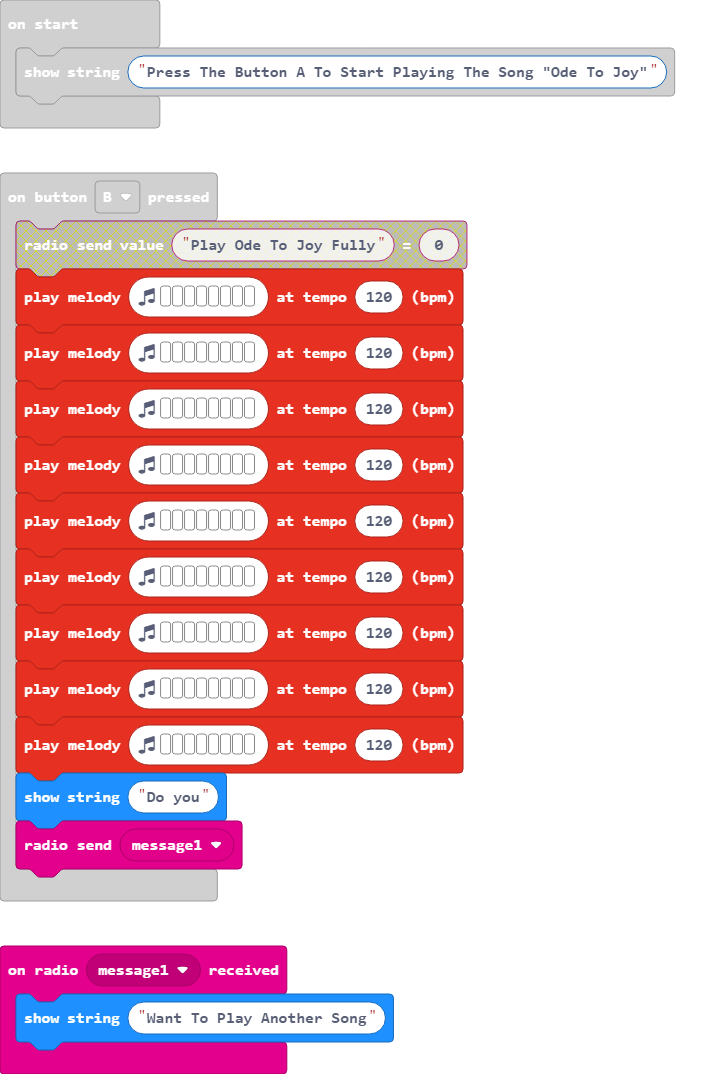 on start
show string "Press The Button A To Start Playing The Song "Ode To Joy""
on button B pressed
radio send value "Play Ode To Joy Fully" = 0
play melody at tempo 120 (bpm)
play melody at tempo 120 (bpm)
play melody at tempo 120 (bpm)
play melody at tempo 120 (bpm)
play melody at tempo 120 (bpm)
play melody at tempo 120 (bpm)
play melody at tempo 120 (bpm)
play melody at tempo 120 (bpm)
play melody at tempo 120 (bpm)
show string "Do you"
radio send message1
on radio message1 received
show string "Want To Play Another Song"